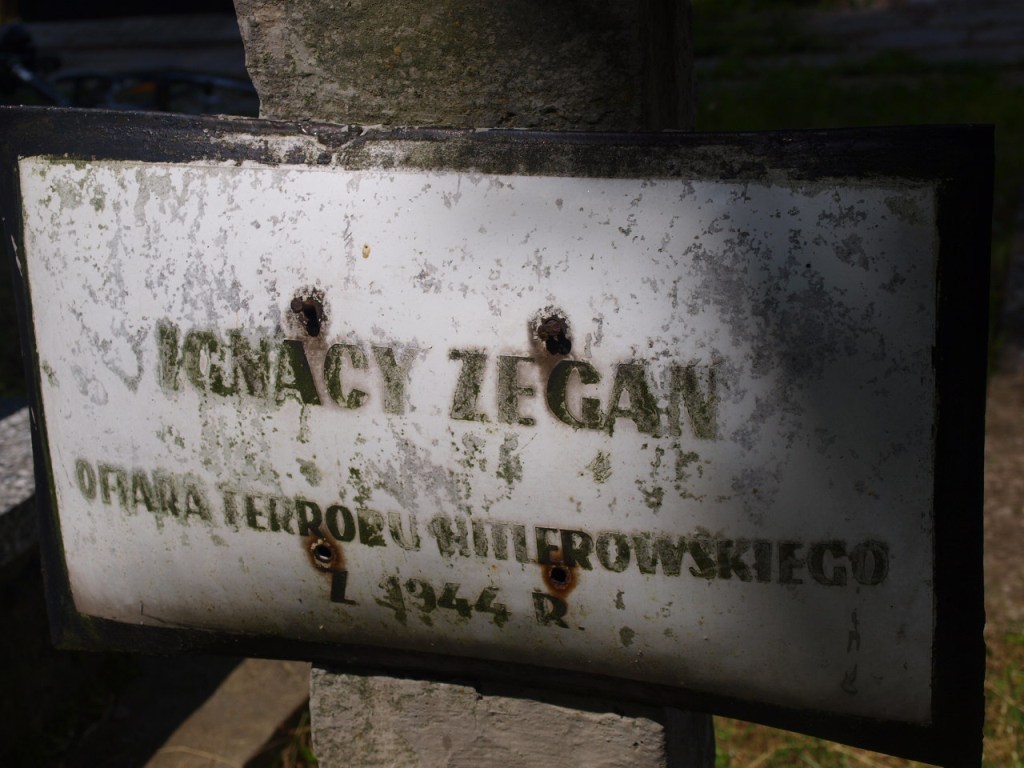 IGNACY ZEGAN
OFIARA TERRORU HITLEROWSKIEGO
Z 1944 R.